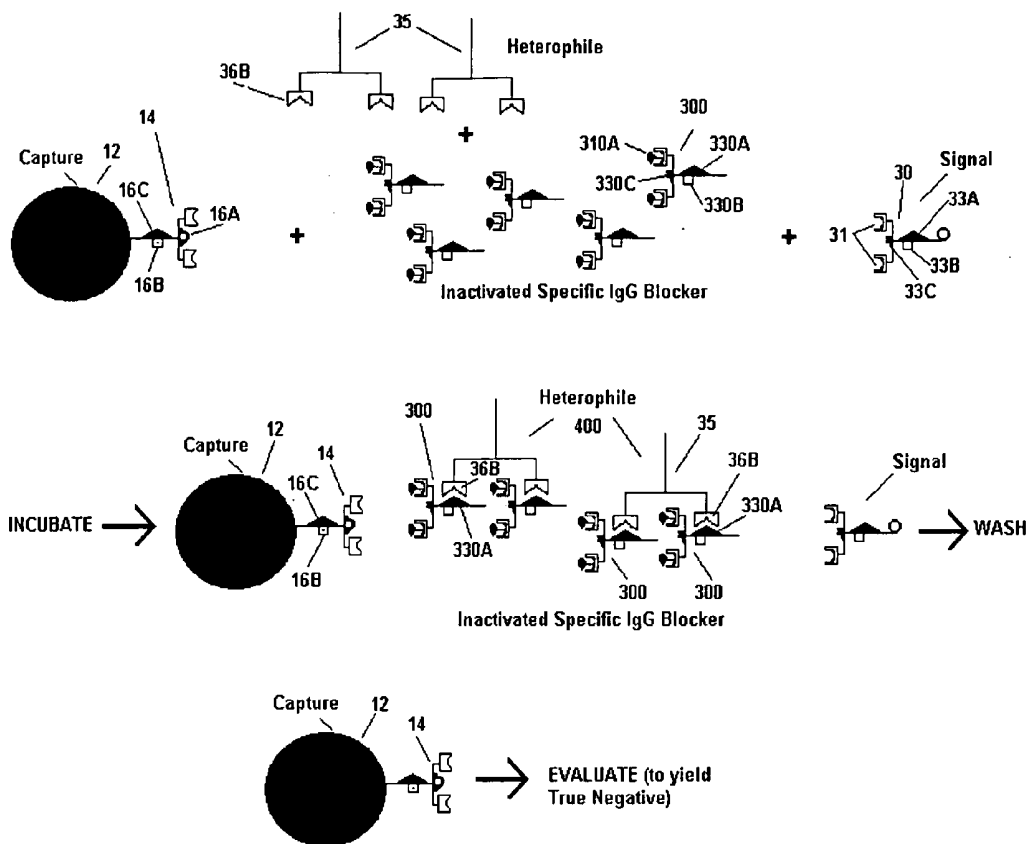 35
Heterophile
36B
14
12
Capture
16C
16A
16B
+
+
310A
300
330A
330C
330B
Inactivated Specific IgG Blocker
+
30
Signal
33A
31
33B
33C
INCUBATE
Capture
12
14
16C
16B
300
Heterophile
400
35
36B
36B
330A
330A
300
300
Inactivated Specific IgG Blocker
Signal
WASH
Capture
12
14
EVALUATE (to yield
True Negative)